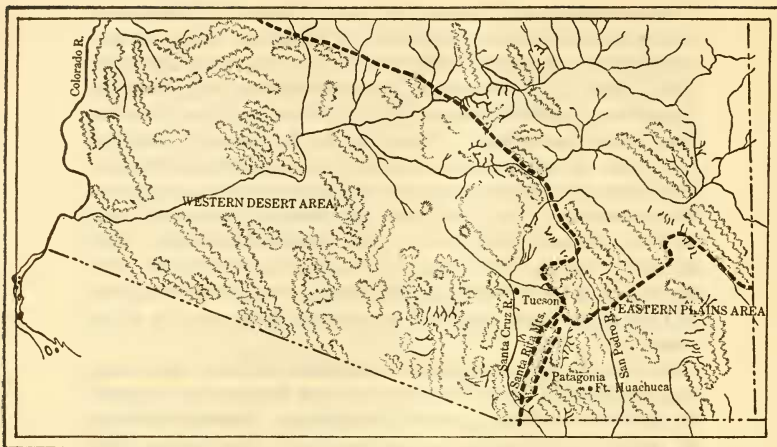 Colorado R.
WESTERN DESERT AREA
Tucson
EASTERN PLAINS AREA
Santa Cruz R.
Santa Rita Mts.
San Pedro R.
Patagonia
Ft. Huachuca